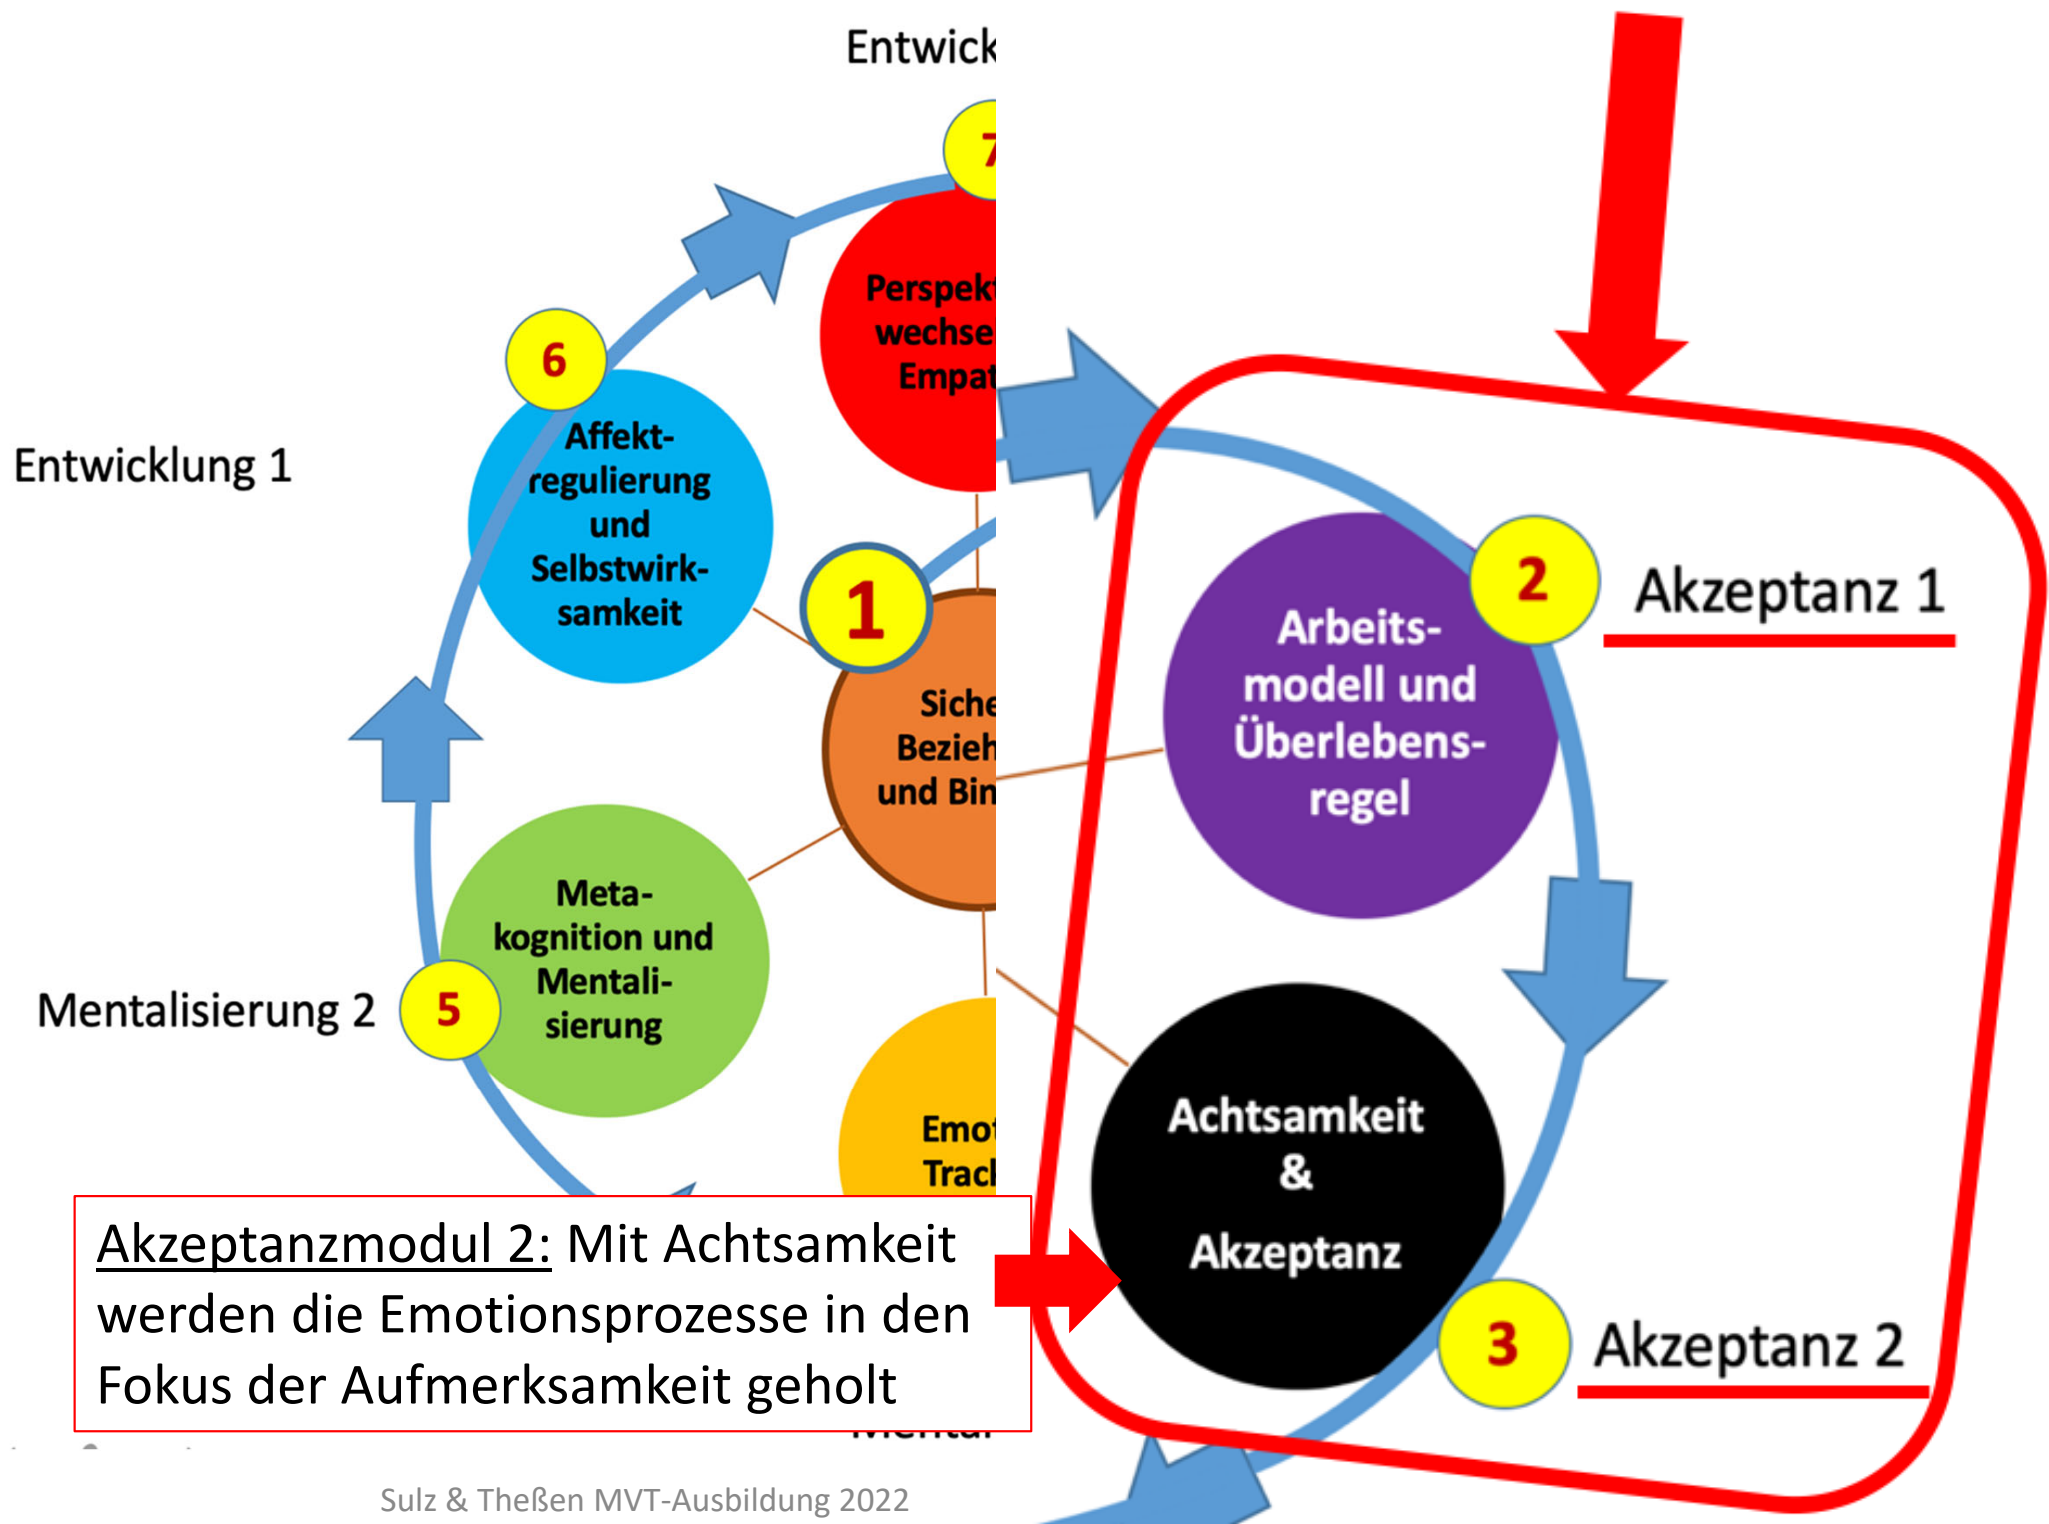 Entwick
7
Perspekt
wechse
Empat
6
Affekt-
regulierung
und
Selbstwirk-
samkeit
Entwicklung 1
1
Siche
Bezieh
und Bin
2
Akzeptanz 1
Arbeits-
modell und
Überlebens-
regel
Meta-
kognition und
Mentali-
sierung
Mentalisierung 2
5
Emot
Track
Achtsamkeit
&
Akzeptanz
3
Akzeptanz 2
Akzeptanzmodul 2: Mit Achtsamkeit
werden die Emotionsprozesse in den
Fokus der Aufmerksamkeit geholt
Sulz & Theßen MVT-Ausbildung 2022